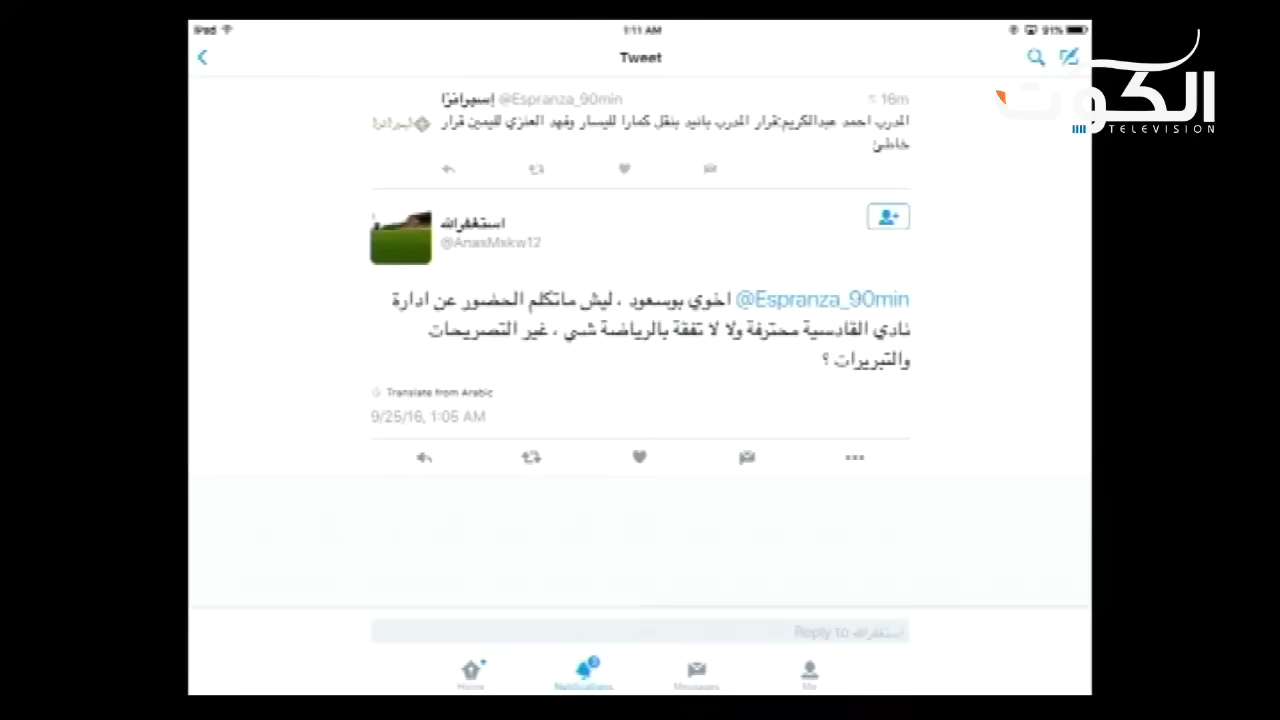 iPad
1:11 AM
91%
Tweet
الكوت
TELEVISION
إسبرانزا @Espranza_90min
16m
المدرب احمد عبدالكريم:قرار المدرب بانيد بنقل كمارا لليسار وفهد العنزي لليمين قرار
خاطئ
استغفرالله
@AnasMskw12
@Espranza_90min اخوي بوسعود ، ليش ماتكلم الحضور عن ادارة
نادي القادسية محترفة ولا لا تفقة بالرياضة شي ، غير التصريحات
والتبريرات ؟
Translate from Arabic
9/25/16, 1:05 AM
Reply to استغفرالله
Home
Notifications
Messages
Me